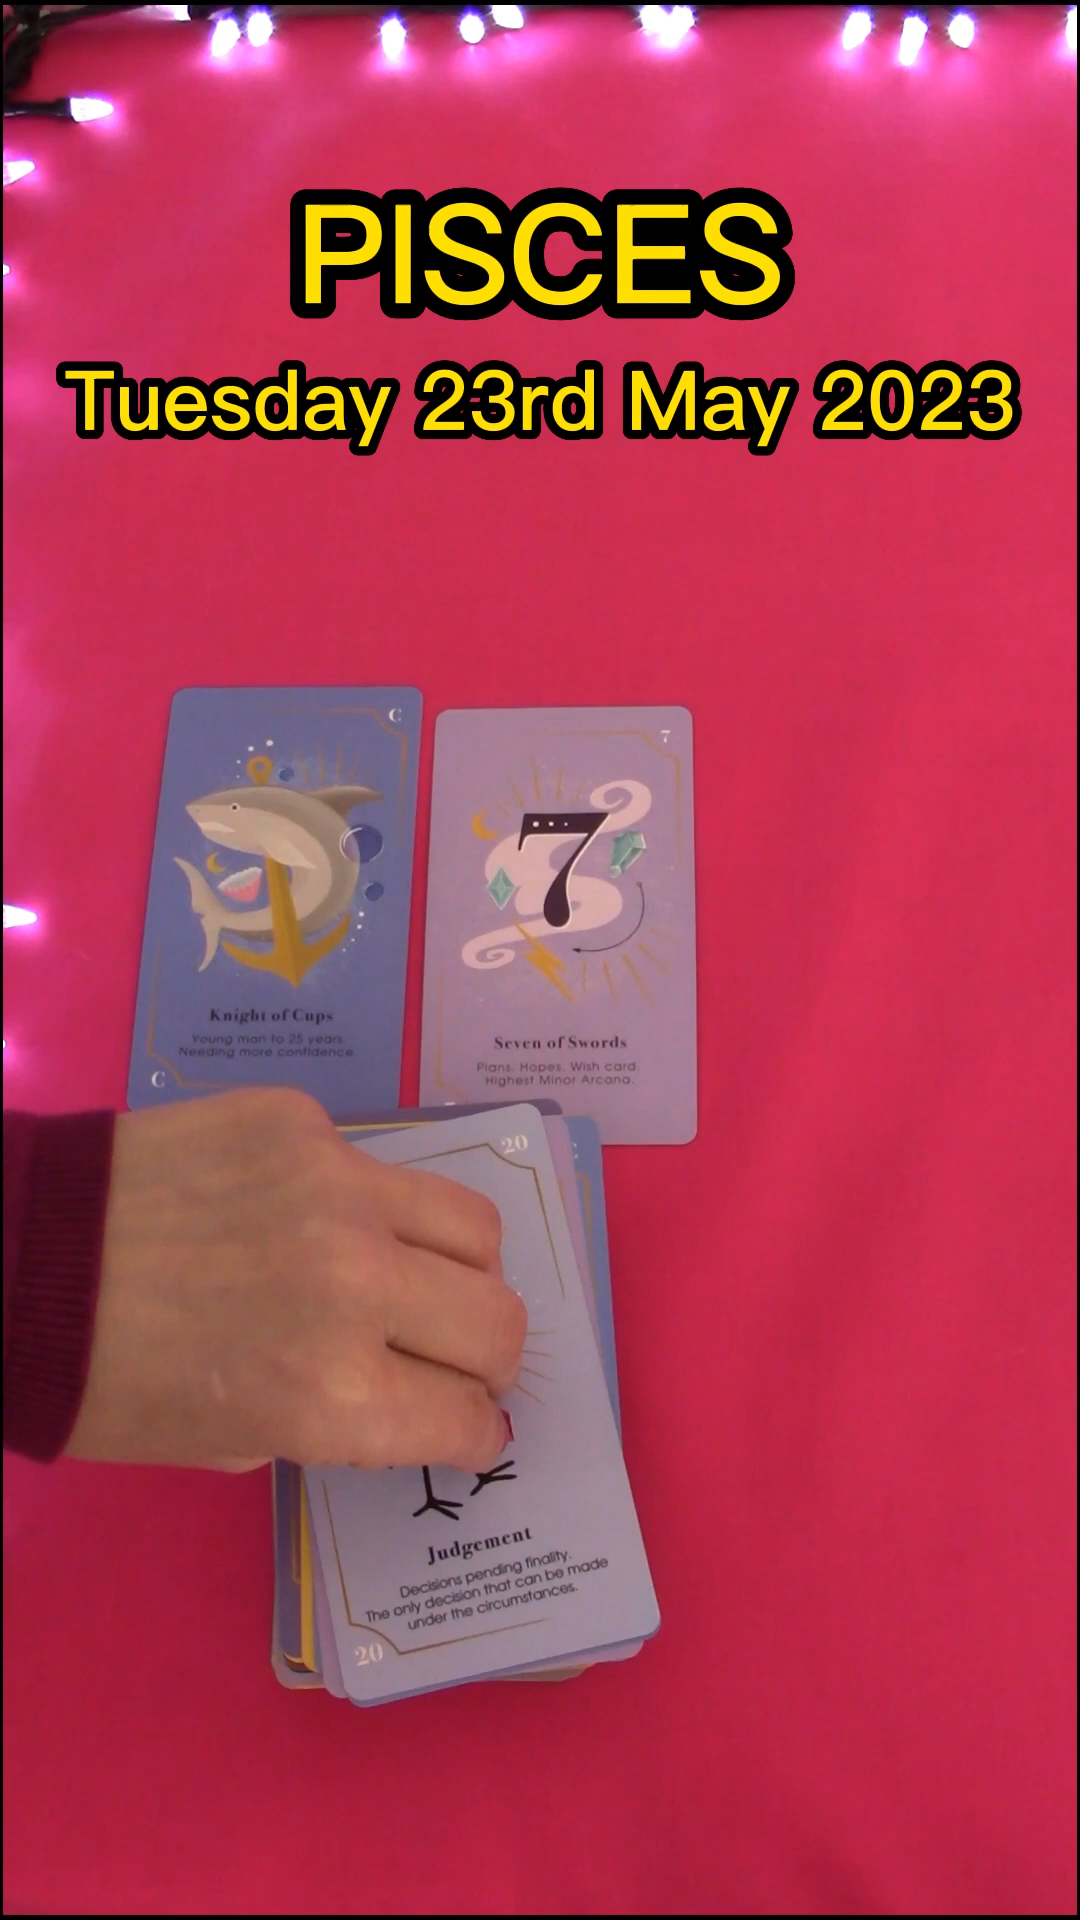 PISCES
Tuesday 23rd May 2023
C
Knight of Cups
Young man to 25 years.
Needing more confidence.
C
7
7
Seven of Swords
Plans. Hopes. Wish card.
Highest Minor Arcana.
20
Judgement
Decisions pending finality.
The only decision that can be made
under the circumstances.
20